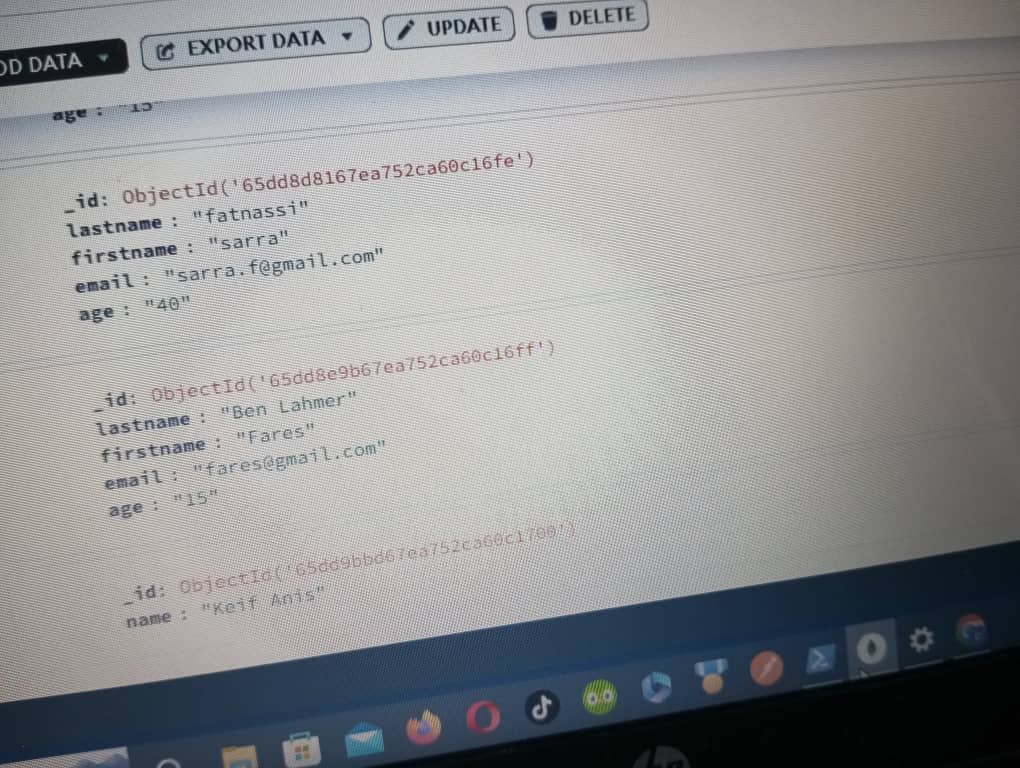 DD DATA
EXPORT DATA
UPDATE
DELETE
age : "15"
_id: ObjectId('65dd8d8167ea752ca60c16fe')
lastname : "fatnassi"
firstname : "sarra"
email : "sarra.f@gmail.com"
age : "40"
_id: ObjectId('65dd8e9b67ea752ca60c16ff')
lastname : "Ben Lahmer"
firstname : "Fares"
email : "fares@gmail.com"
age : "15"
_id: ObjectId('65dd9bbd67ea752ca60c1700')
name : "Keif Anis"